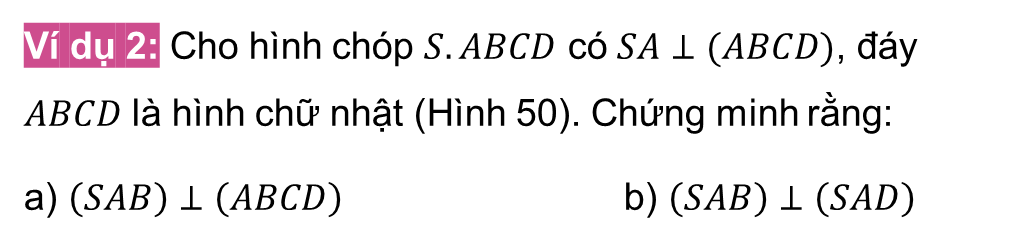 Ví dụ 2: Cho hình chóp S. ABCD có SA ⊥ (ABCD), đáy
ABCD là hình chữ nhật (Hình 50). Chứng minh rằng:
a) (SAB) ⊥ (ABCD) b) (SAB) ⊥ (SAD)